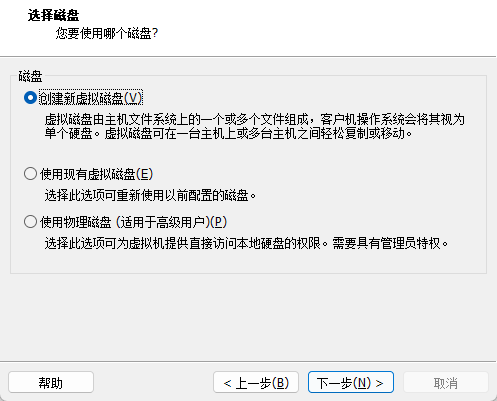 选择磁盘
您要使用哪个磁盘?
磁盘
创建新虚拟磁盘(V)
虚拟磁盘由主机文件系统上的一个或多个文件组成，客户机操作系统会将其视为
单个硬盘。虚拟磁盘可在一台主机上或多台主机之间轻松复制或移动。
使用现有虚拟磁盘(E)
选择此选项可重新使用以前配置的磁盘。
使用物理磁盘 (适用于高级用户)(P)
选择此选项可为虚拟机提供直接访问本地硬盘的权限。需要具有管理员特权。
帮助
< 上一步(B)
下一步(N) >
取消